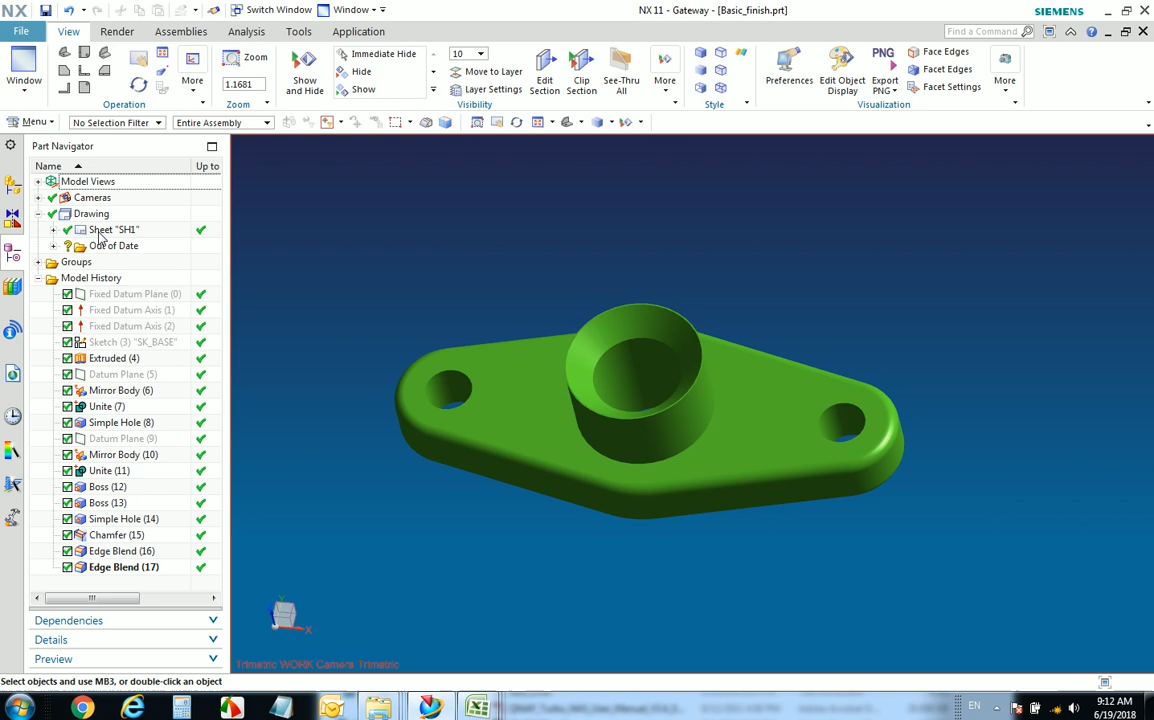 NX
Switch Window
Window
NX 11 - Gateway - [Basic_finish.prt]
SIEMENS
File
View
Render
Assemblies
Analysis
Tools
Application
Find a Command
Window
More
Operation
Zoom
1.1681
Zoom
Show and Hide
Immediate Hide
Hide
Show
10
Move to Layer
Layer Settings
Visibility
Edit Section
Clip Section
See-Thru All
More
Style
Preferences
Edit Object Display
PNG
Export PNG
Face Edges
Face Edges
Facet Settings
More
Visualization
Menu
No Selection Filter
Entire Assembly
Part Navigator
Name
Up to
Model Views
Cameras
Drawing
Sheet "SH1"
Out of Date
Groups
Model History
Fixed Datum Plane (0)
Fixed Datum Axis (1)
Fixed Datum Axis (2)
Sketch (3) "SK_BASE"
Extruded (4)
Datum Plane (5)
Mirror Body (6)
Unite (7)
Simple Hole (8)
Datum Plane (9)
Mirror Body (10)
Unite (11)
Boss (12)
Boss (13)
Simple Hole (14)
Chamfer (15)
Edge Blend (16)
Edge Blend (17)
Dependencies
Details
Preview
X
Trimetric WORK Camera Trimetric
Select objects and use MB3, or double-click an object
EN
9:12 AM
6/19/2018